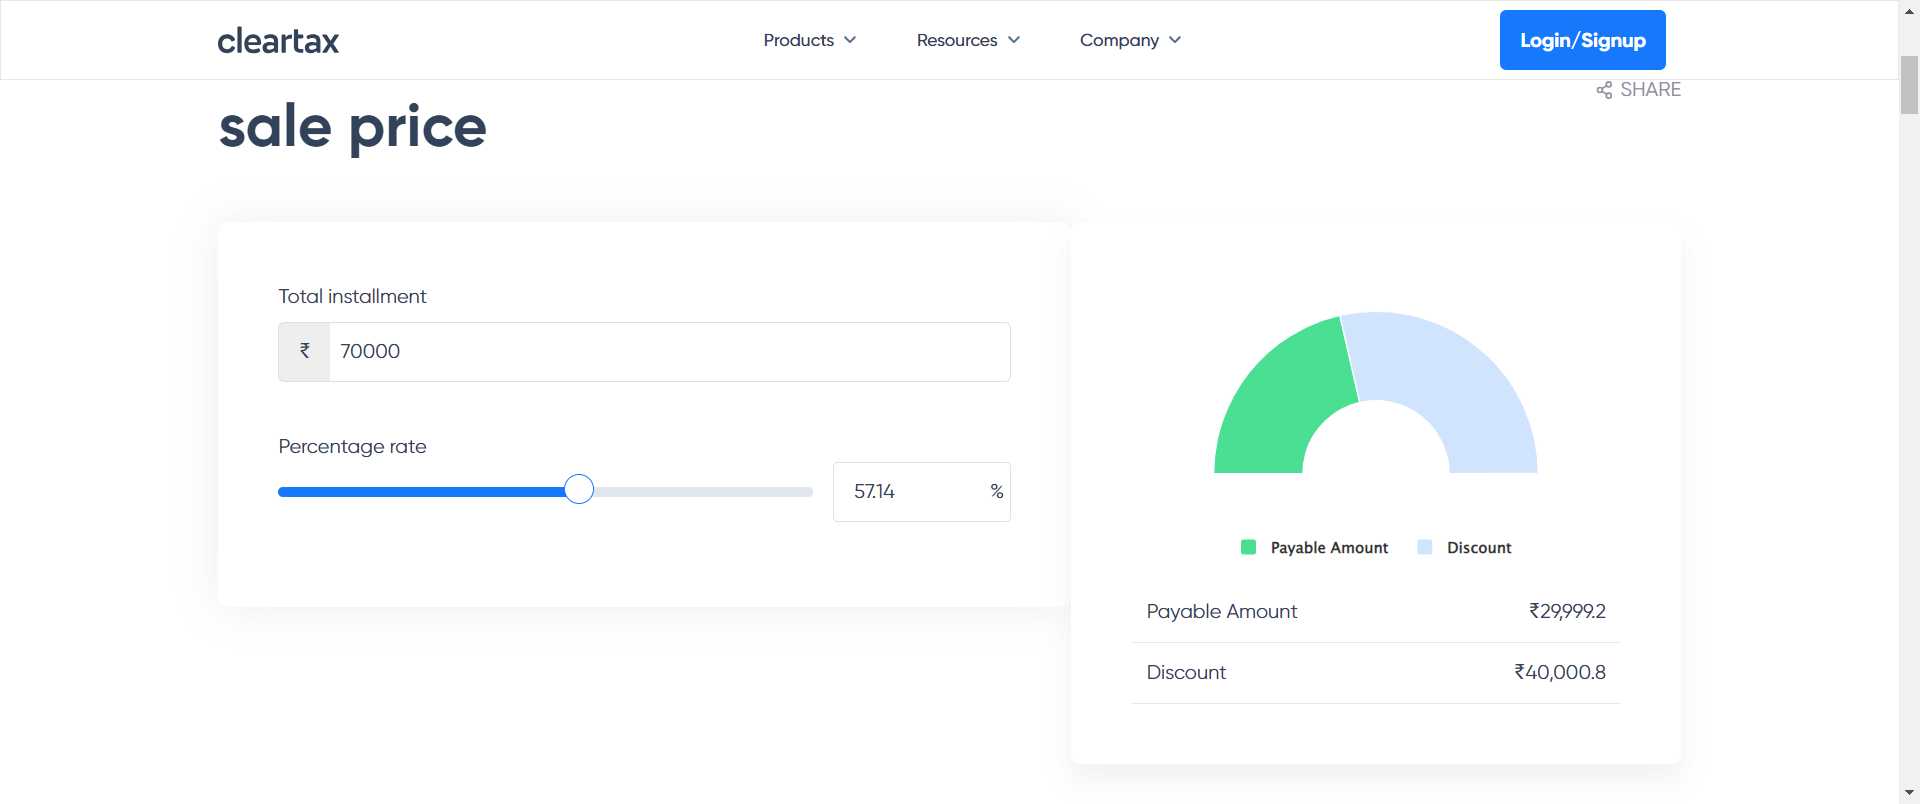 cleartax
Products
Resources
Company
Login/Signup
SHARE
sale price
Total installment
₹ 70000
Percentage rate
57.14 %
Payable Amount
Discount
Payable Amount ₹29,999.2
Discount ₹40,000.8